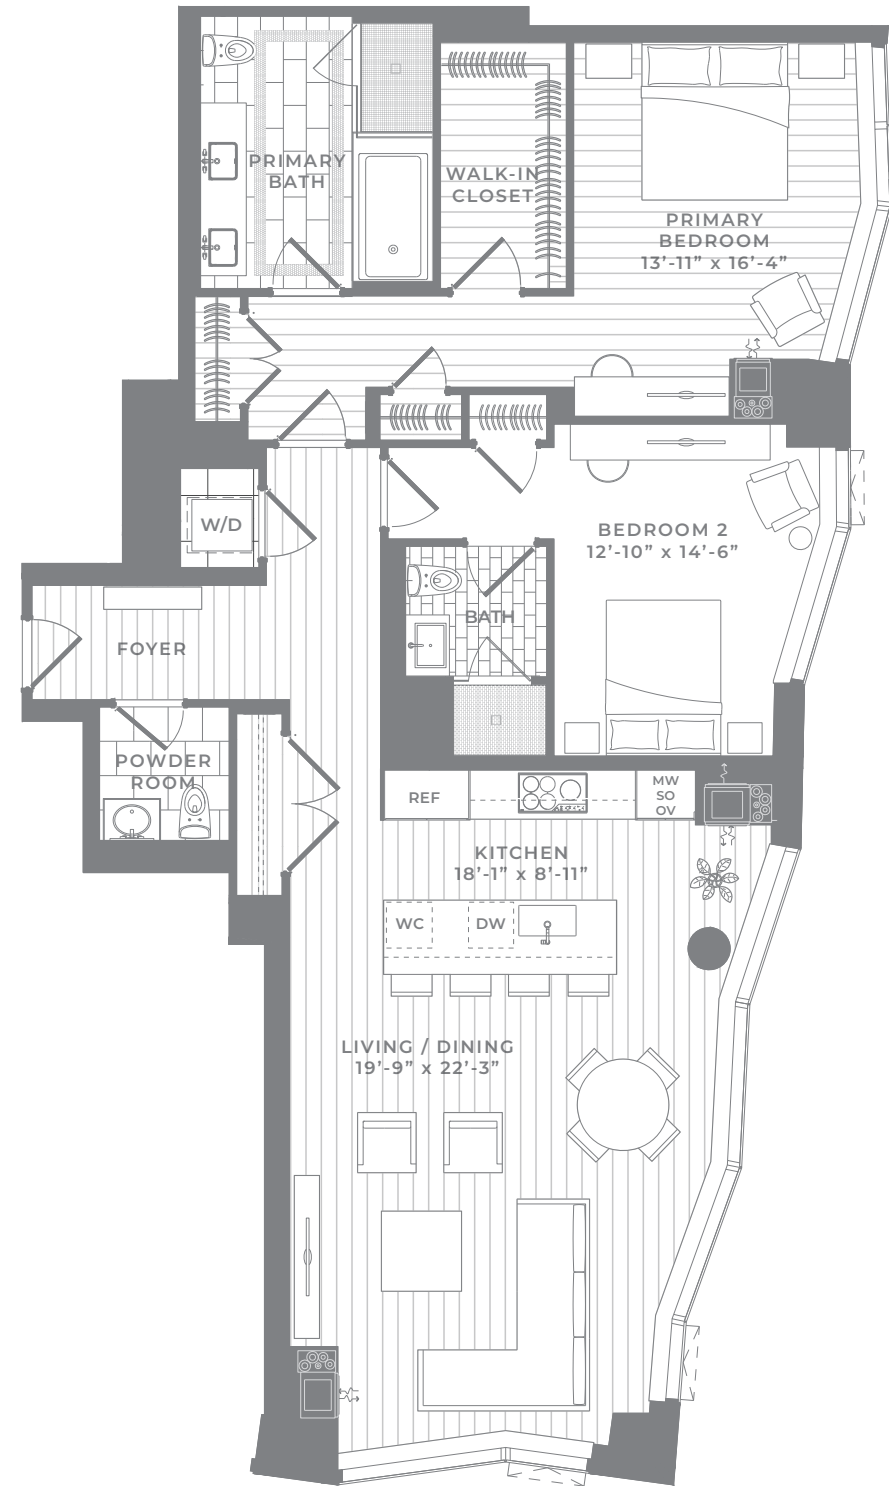 PRIMARY
BATH
WALK-IN
CLOSET
PRIMARY
BEDROOM
13’-11” x 16’-4”
W/D
BEDROOM 2
12’-10” x 14’-6”
BATH
FOYER
POWDER
ROOM
REF
MW
SO
OV
KITCHEN
18’-1” x 8’-11”
WC
DW
LIVING / DINING
19’-9” x 22’-3”